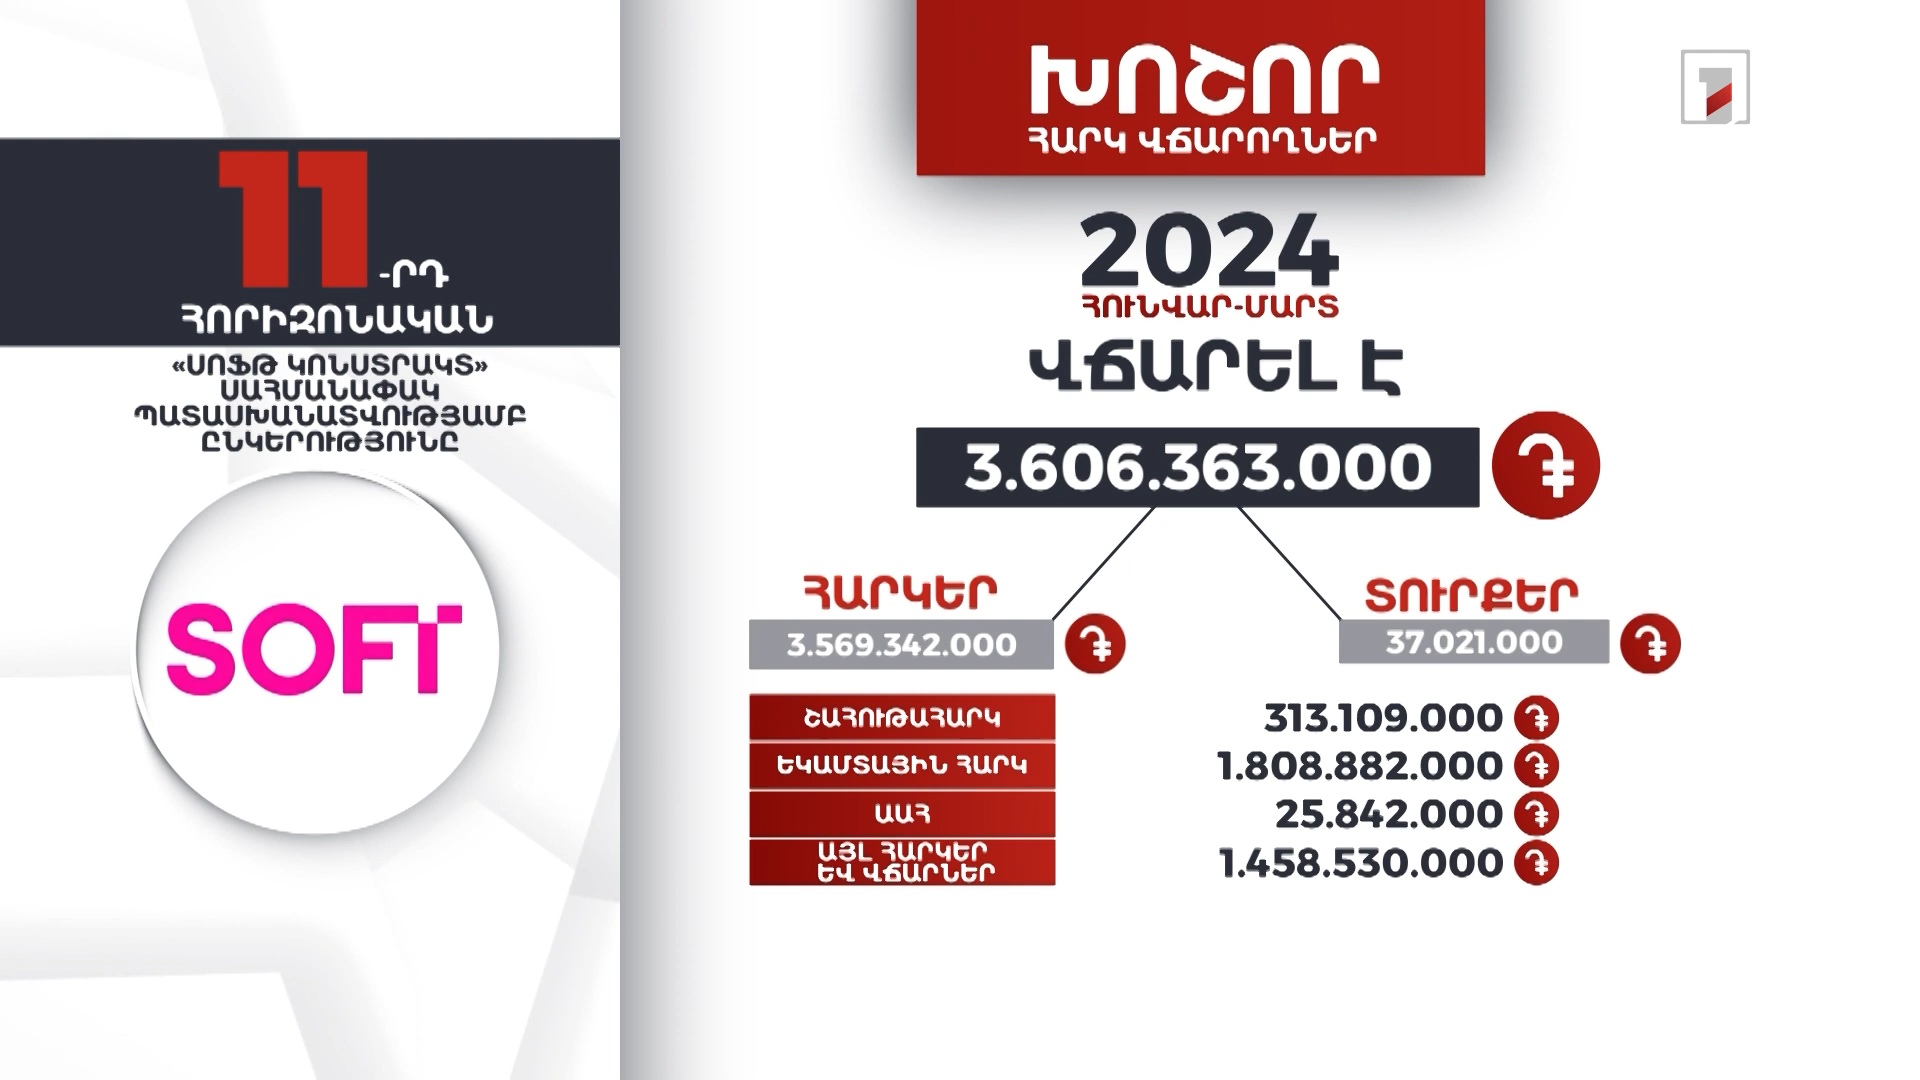 11-ՐԴ
ՀՈՐԻԶՈՆԱԿԱՆ
«ՍՈՖԹ ԿՈՆՍՏՐԱԿՏ»
ՍԱՀՄԱՆԱՓԱԿ
ՊԱՏԱՍԽԱՆԱՏՎՈՒԹՅԱՄԲ
ԸՆԿԵՐՈՒԹՅՈՒՆԸ
SOFT
ԽՈՇՈՐ
ՀԱՐԿ ՎՃԱՐՈՂՆԵՐ
1
2024
ՀՈՒՆՎԱՐ-ՄԱՐՏ
ՎՃԱՐԵԼ Է
3.606.363.000 ֏
ՀԱՐԿԵՐ
3.569.342.000 ֏
ՏՈՒՐՔԵՐ
37.021.000 ֏
ՇԱՀՈՒԹԱՀԱՐԿ 313.109.000 ֏
ԵԿԱՄՏԱՅԻՆ ՀԱՐԿ 1.808.882.000 ֏
ԱԱՀ 25.842.000 ֏
ԱՅԼ ՀԱՐԿԵՐ
ԵՎ ՎՃԱՐՆԵՐ 1.458.530.000 ֏